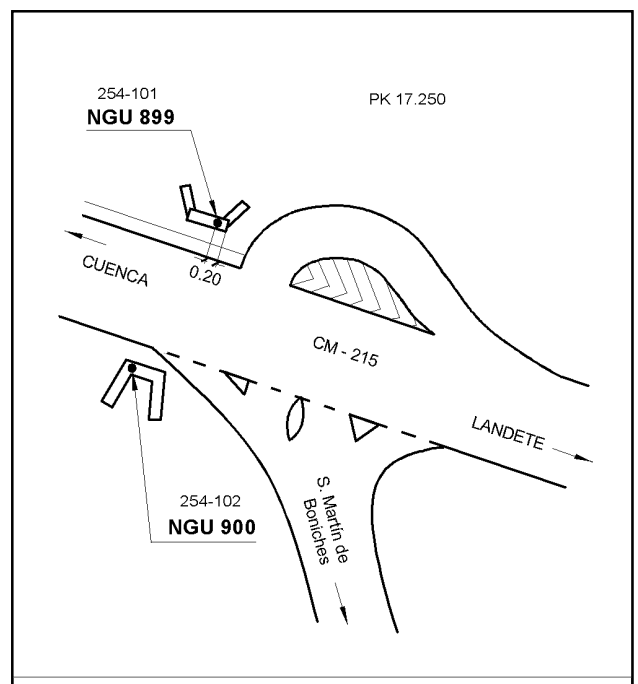 254-101
NGU 899
PK 17.250
CUENCA
0.20
CM - 215
LANDETE
254-102
NGU 900
S. Martín de
Boniches